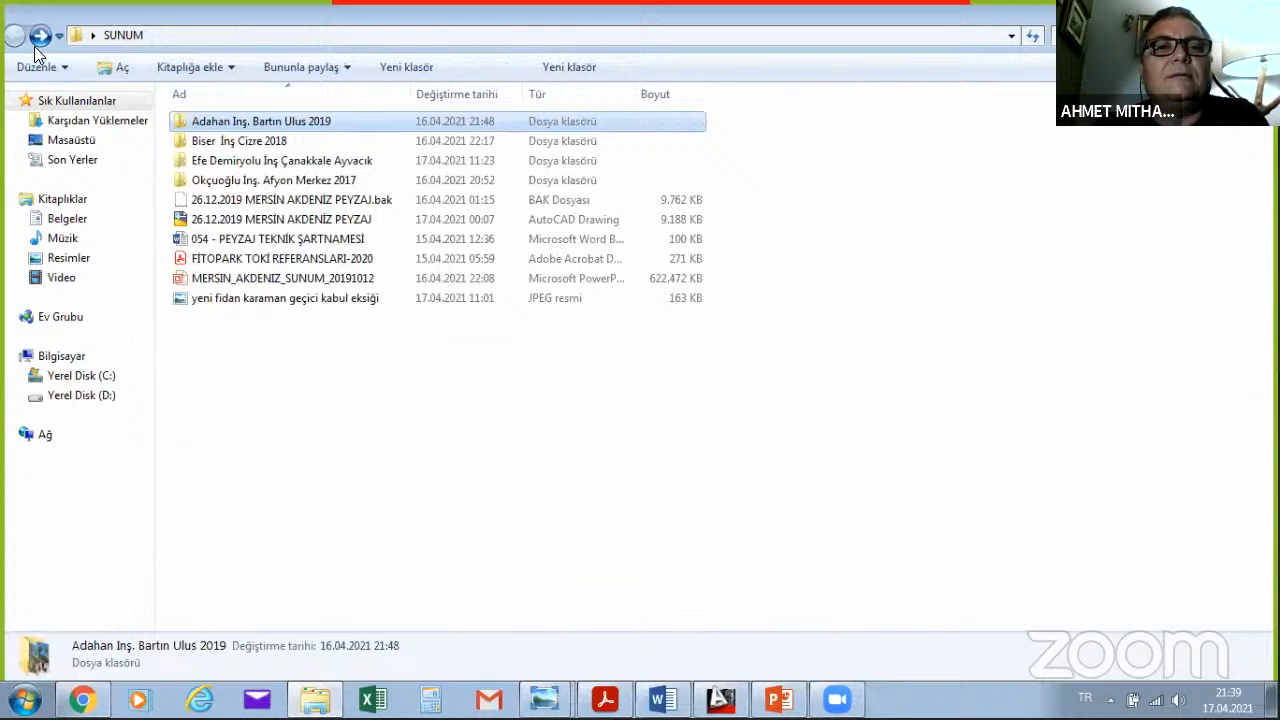 SUNUM
Düzenle
Aç
Kitaplığa ekle
Bununla paylaş
Yeni klasör
Yeni klasör
AHMET MİTHA...
Sık Kullanılanlar
Karşıdan Yüklemeler
Masaüstü
Son Yerler
Kitaplıklar
Belgeler
Müzik
Resimler
Video
Ev Grubu
Bilgisayar
Yerel Disk (C:)
Yerel Disk (D:)
Ağ
Ad Değiştirme tarihi Tür Boyut
Adahan Inş. Bartın Ulus 2019 16.04.2021 21:48 Dosya klasörü
Biser İnş Cizre 2018 16.04.2021 22:17 Dosya klasörü
Efe Demiryolu İnş Çanakkale Ayvacık 17.04.2021 11:23 Dosya klasörü
Okçuoğlu İnş. Afyon Merkez 2017 16.04.2021 20:52 Dosya klasörü
26.12.2019 MERSİN AKDENİZ PEYZAJ.bak 16.04.2021 01:15 BAK Dosyası 9.762 KB
26.12.2019 MERSİN AKDENİZ PEYZAJ 17.04.2021 00:07 AutoCAD Drawing 9.188 KB
054 - PEYZAJ TEKNİK ŞARTNAMESİ 15.04.2021 12:36 Microsoft Word B... 100 KB
FİTOPARK TOKİ REFERANSLARI-2020 15.04.2021 05:59 Adobe Acrobat D... 271 KB
MERSIN_AKDENIZ_SUNUM_20191012 16.04.2021 22:08 Microsoft PowerP... 622.472 KB
yeni fidan karaman geçici kabul eksiği 17.04.2021 11:01 JPEG resmi 163 KB
Adahan Inş. Bartın Ulus 2019 Değiştirme tarihi: 16.04.2021 21:48
Dosya klasörü
zoom
TR
21:39
17.04.2021